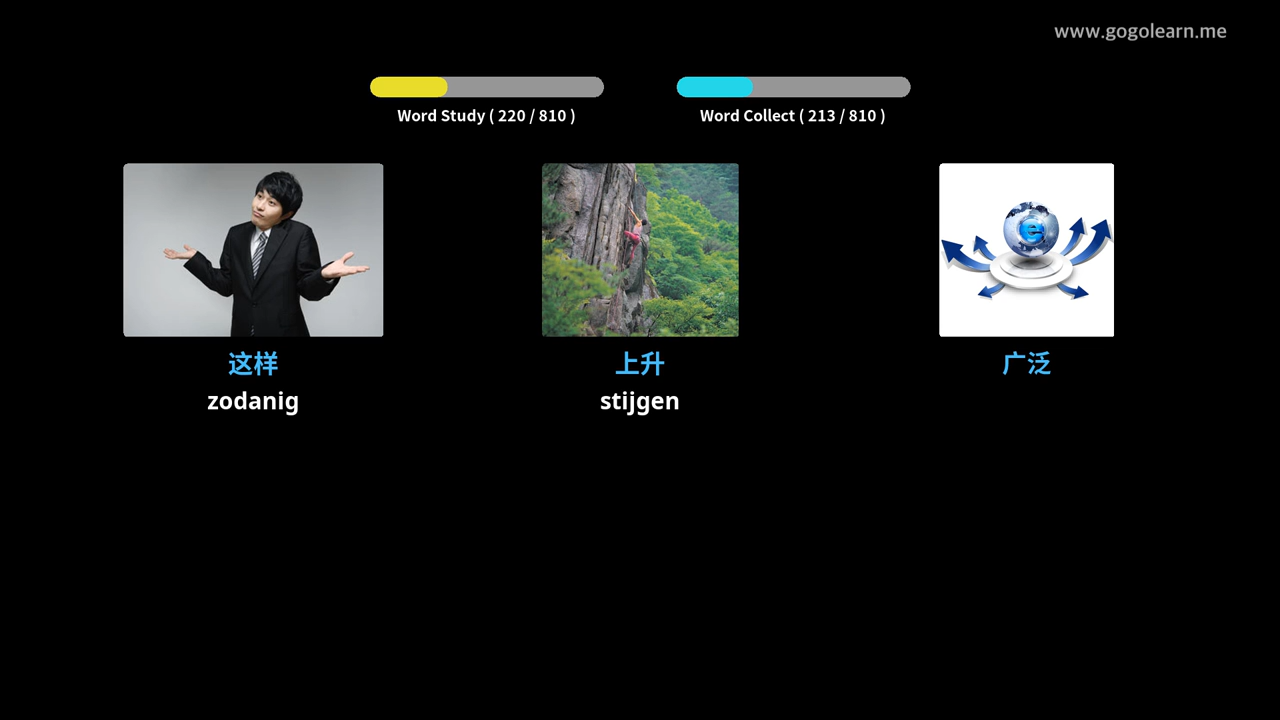 www.gogolearn.me
Word Study ( 220 / 810 )
Word Collect ( 213 / 810 )
这样
上升
广泛
zodanig
stijgen